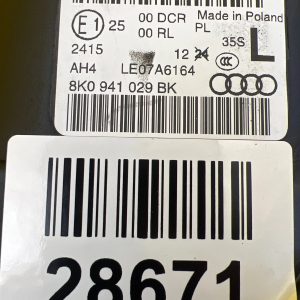 E1 25 00 DCR Made in Poland
00 RL PL
2415 12 24 CCC 35S L
AH4 LE07A6164
8K0 941 029 BK
28671